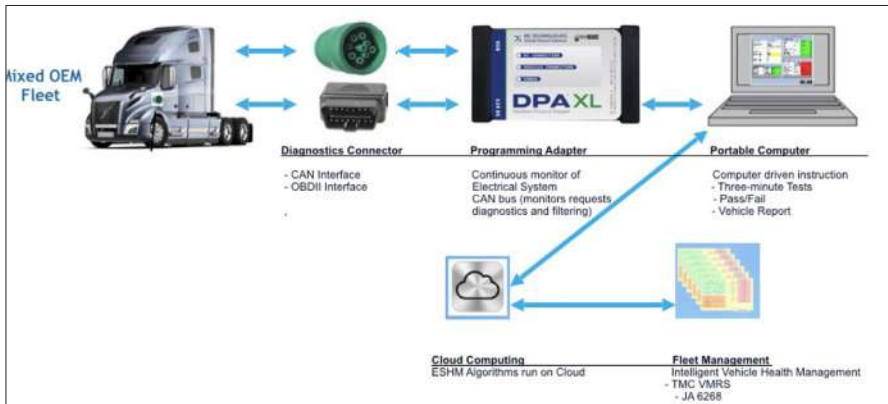 Mixed OEM
Fleet
DPA XL
Diagnostics Connector
- CAN Interface
- OBDII Interface
.
Programming Adapter
Continuous monitor of
Electrical System
CAN bus (monitors requests
diagnostics and filtering)
Portable Computer
Computer driven instruction
- Three-minute Tests
- Pass/Fail
- Vehicle Report
Cloud Computing
ESHM Algorithms run on Cloud
Fleet Management
Intelligent Vehicle Health Management
- TMC VMRS
- JA 6268